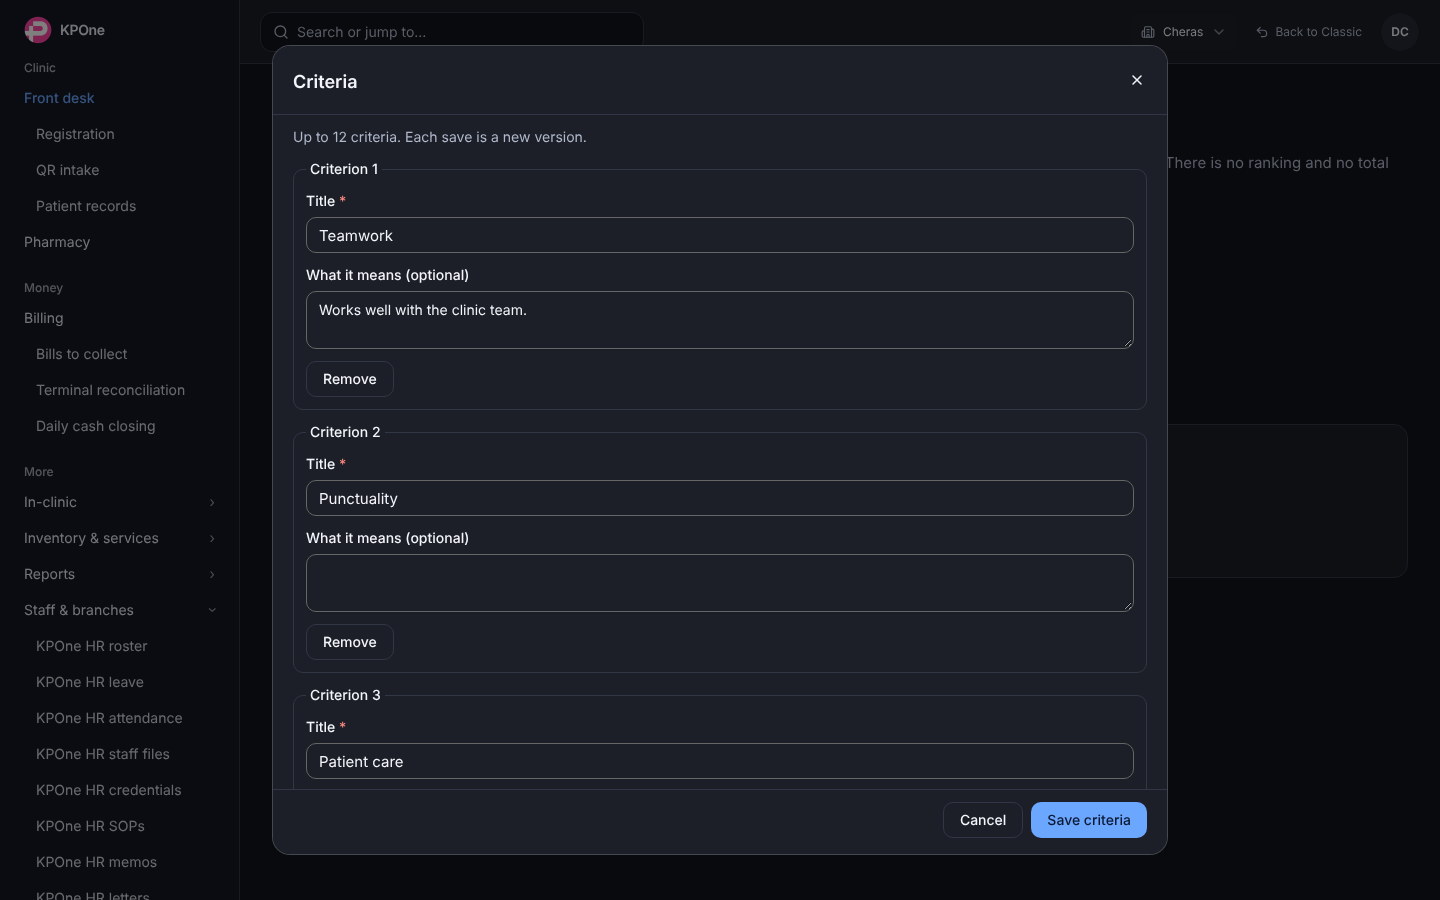 KPOne
Clinic
Front desk
Registration
QR intake
Patient records
Pharmacy
Money
Billing
Bills to collect
Terminal reconciliation
Daily cash closing
More
In-clinic
Inventory & services
Reports
Staff & branches
KPOne HR roster
KPOne HR leave
KPOne HR attendance
KPOne HR staff files
KPOne HR credentials
KPOne HR SOPs
KPOne HR memos
KPOne HR letters
Search or jump to...
Cheras
Back to Classic
DC
There is no ranking and no total
Criteria
Up to 12 criteria. Each save is a new version.
Criterion 1
Title *
Teamwork
What it means (optional)
Works well with the clinic team.
Remove
Criterion 2
Title *
Punctuality
What it means (optional)
Remove
Criterion 3
Title *
Patient care
Cancel
Save criteria